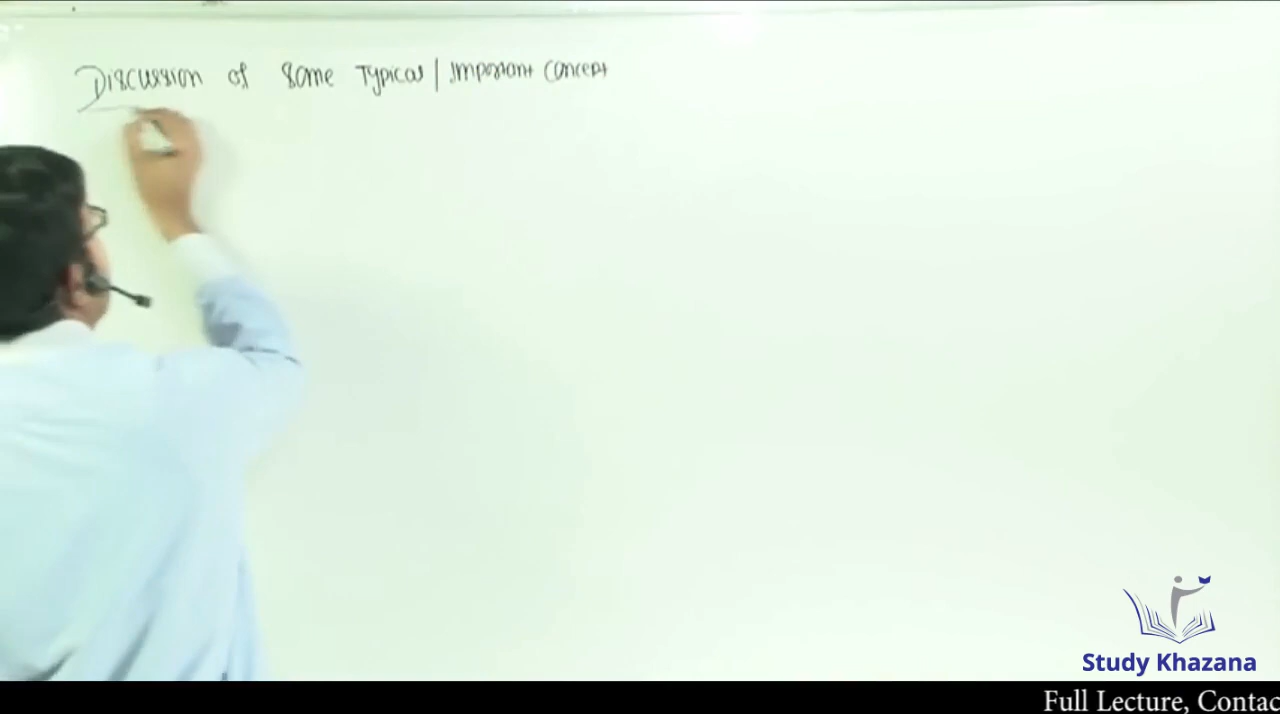 Discussion of Some Typical | Important Concept
Study Khazana
Full Lecture, Contac